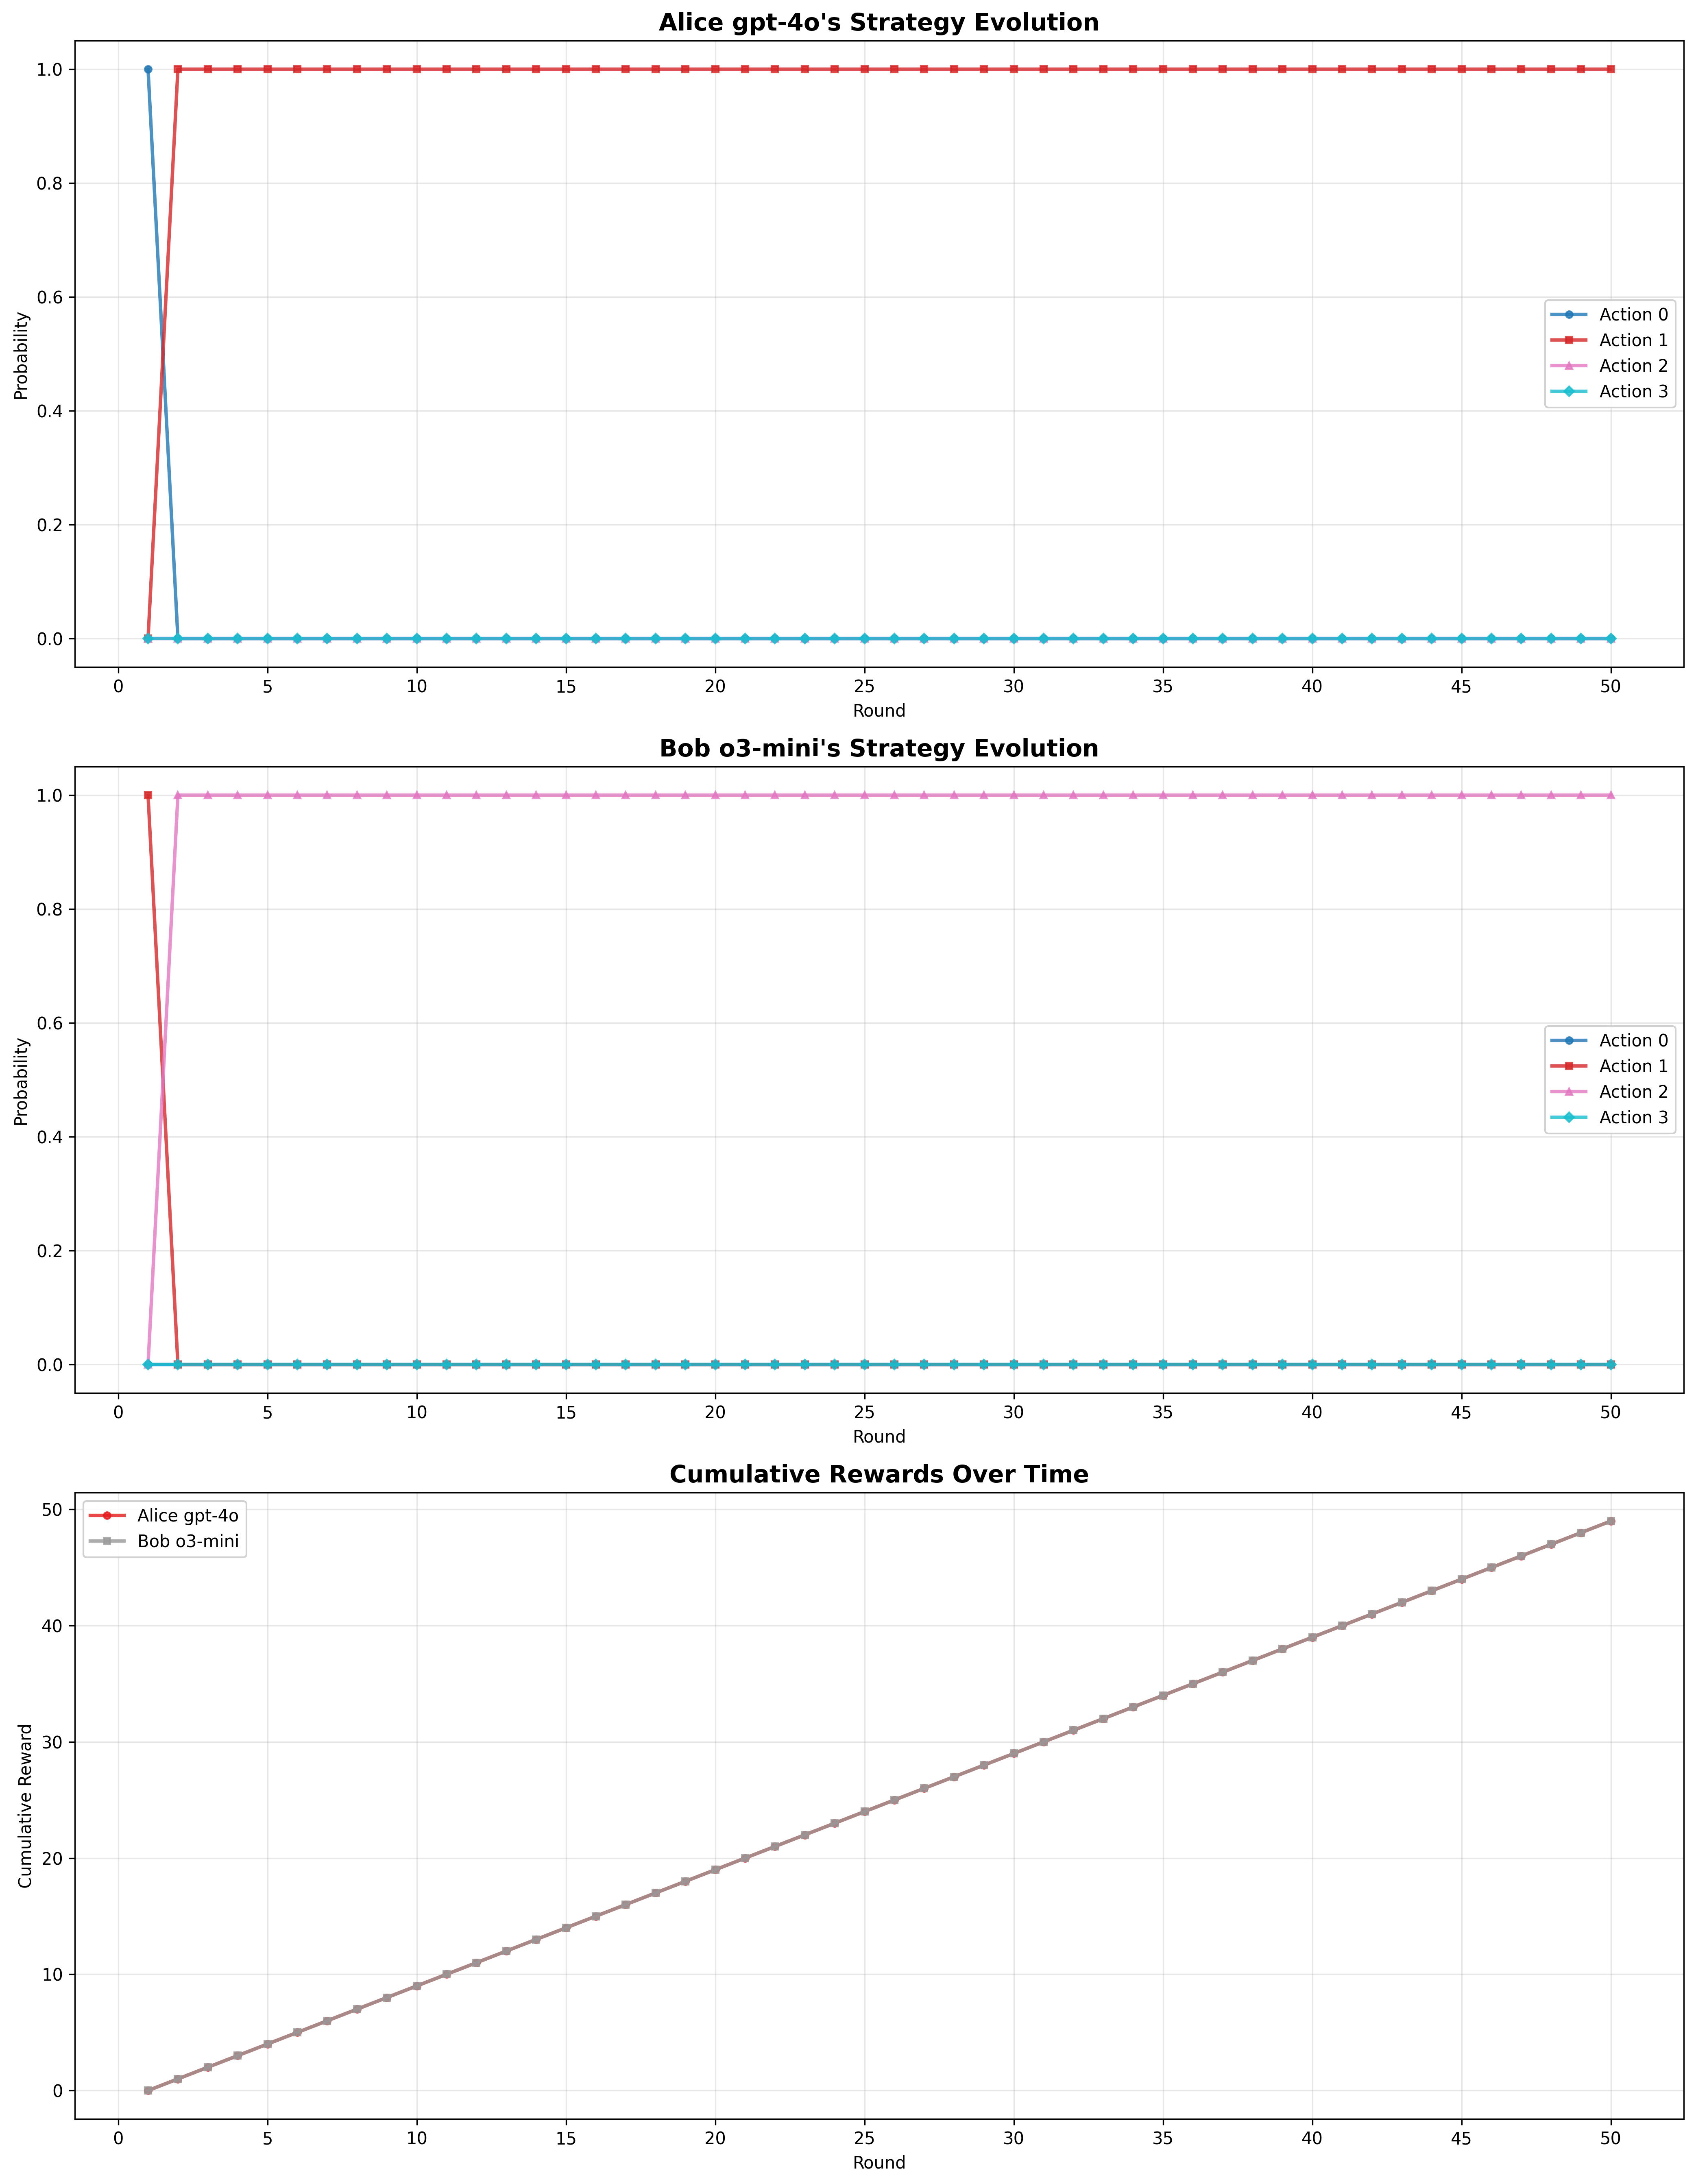 Alice gpt-4o's Strategy Evolution
1.0
0.8
0.6
0.4
0.2
0.0
Probability
Action 0
Action 1
Action 2
Action 3
0 5 10 15 20 25 30 35 40 45 50
Round
Bob o3-mini's Strategy Evolution
1.0
0.8
0.6
0.4
0.2
0.0
Probability
Action 0
Action 1
Action 2
Action 3
0 5 10 15 20 25 30 35 40 45 50
Round
Cumulative Rewards Over Time
Alice gpt-4o
Bob o3-mini
50
40
30
20
10
0
Cumulative Reward
0 5 10 15 20 25 30 35 40 45 50
Round